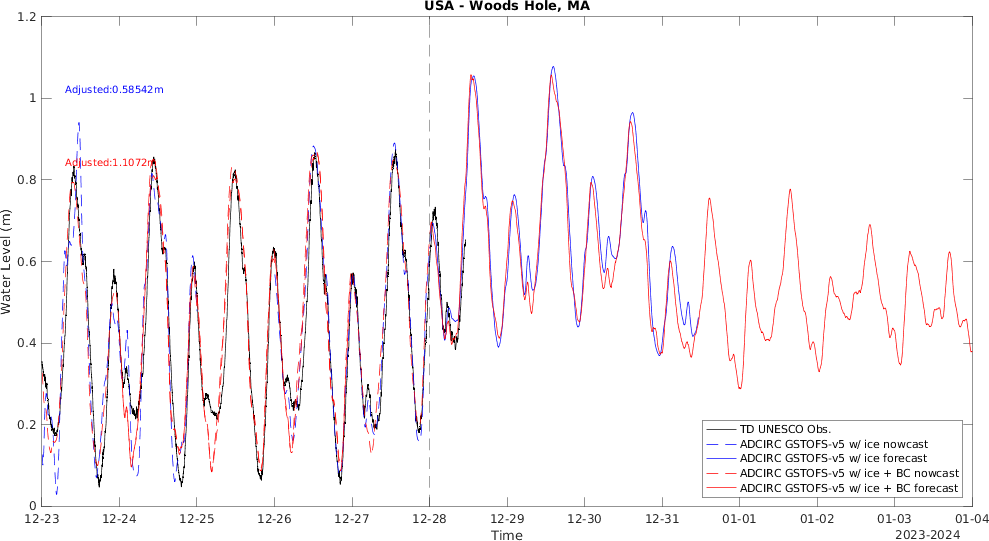 USA - Woods Hole, MA
1.2
1
0.8
0.6
0.4
0.2
0
Water Level (m)
Adjusted:0.58542m
Adjusted:1.1072m
TD UNESCO Obs.
ADCIRC GSTOFS-v5 w/ ice nowcast
ADCIRC GSTOFS-v5 w/ ice forecast
ADCIRC GSTOFS-v5 w/ ice + BC nowcast
ADCIRC GSTOFS-v5 w/ ice + BC forecast
12-23 12-24 12-25 12-26 12-27 12-28 12-29 12-30 12-31 01-01 01-02 01-03 01-04
Time
2023-2024